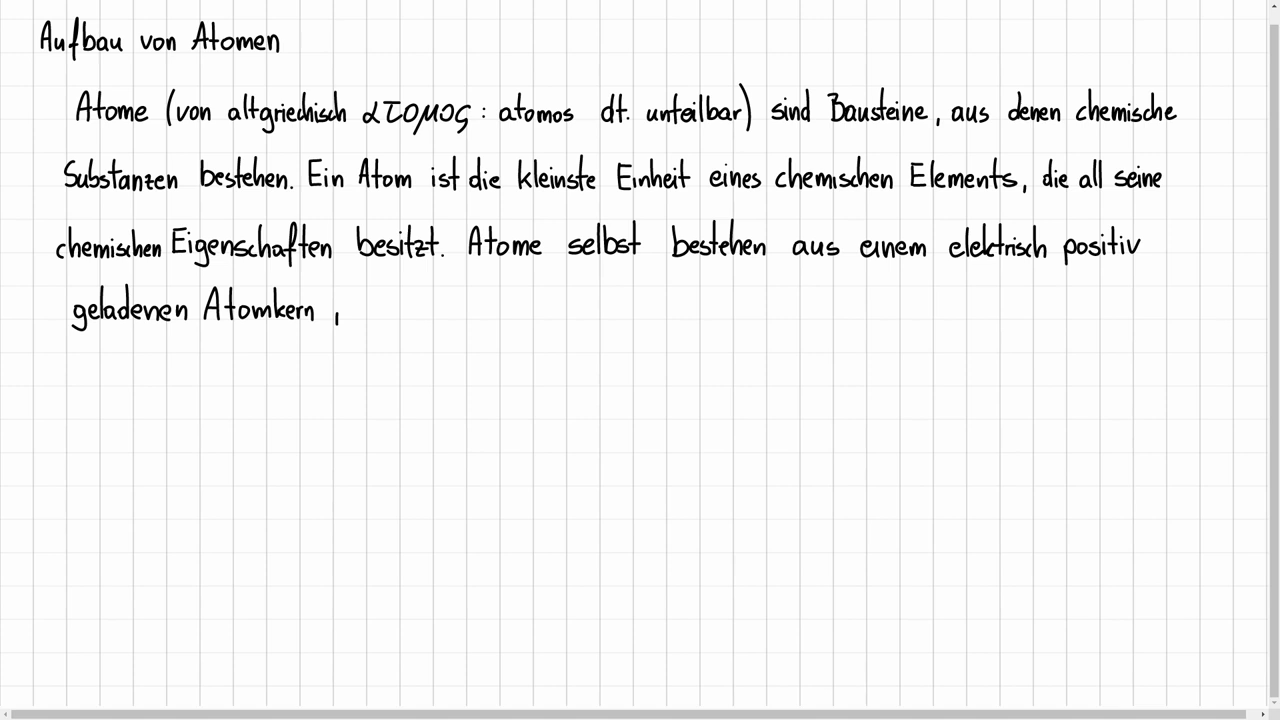 Aufbau von Atomen
Atome (von altgriechisch ατομος : atomos dt. unteilbar) sind Bausteine, aus denen chemische
Substanzen bestehen. Ein Atom ist die kleinste Einheit eines chemischen Elements, die all seine
chemischen Eigenschaften besitzt. Atome selbst bestehen aus einem elektrisch positiv
geladenen Atomkern ,